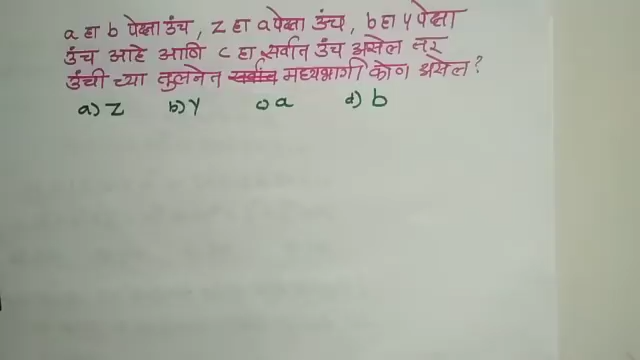 a हा b पेक्षा उंच, z हा a पेक्षा उंच, b हा y पेक्षा
उंच आहे आणि c हा सर्वात उंच असेल तर
उंची च्या तुलनेत मध्यभागी कोण असेल?
a) z b) y c) a d) b